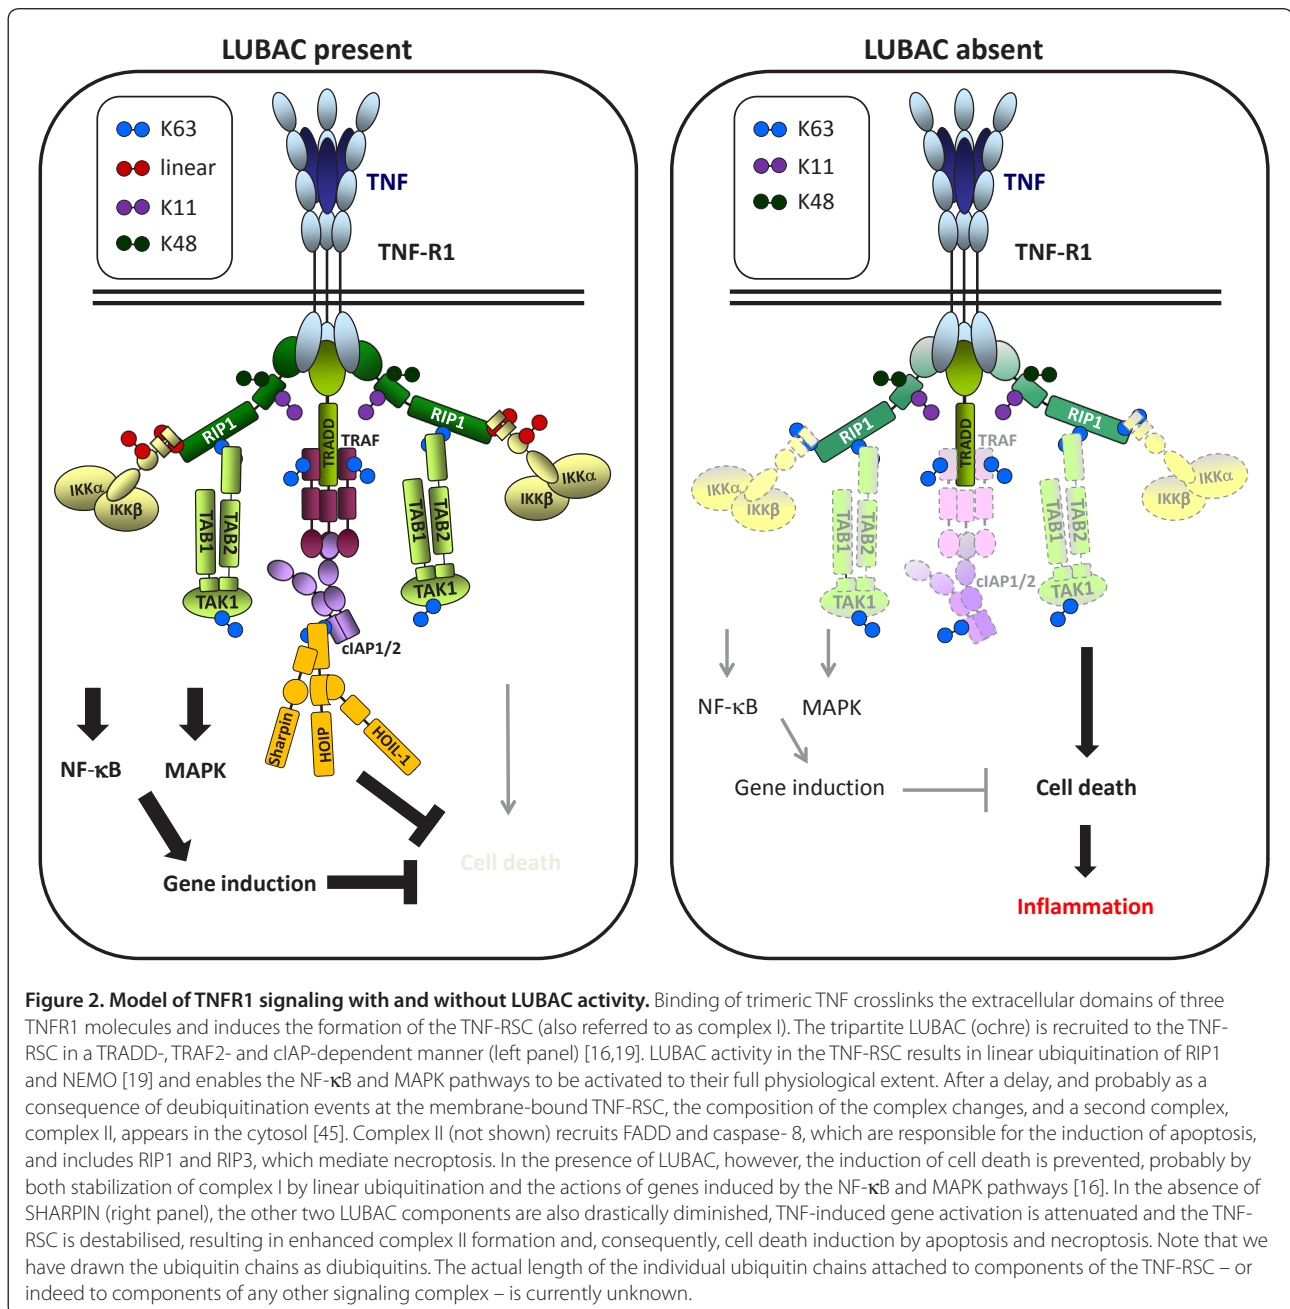 LUBAC present
K63
linear
K11
K48
TNF
TNF-R1
RIP1
RIP1
TRADD
TRAF
IKKα
IKKβ
IKKα
IKKβ
TAB1
TAB2
TAK1
TAB1
TAB2
TAK1
cIAP1/2
Sharpin
HOIP
HOIL-1
NF-κB
MAPK
Gene induction
Cell death
LUBAC absent
K63
K11
K48
TNF
TNF-R1
RIP1
RIP1
TRADD
TRAF
IKKα
IKKβ
IKKα
IKKβ
TAB1
TAB2
TAK1
TAB1
TAB2
TAK1
cIAP1/2
NF-κB
MAPK
Gene induction
Cell death
Inflammation
Figure 2. Model of TNFR1 signaling with and without LUBAC activity. Binding of trimeric TNF crosslinks the extracellular domains of three
TNFR1 molecules and induces the formation of the TNF-RSC (also referred to as complex I). The tripartite LUBAC (ochre) is recruited to the TNF-
RSC in a TRADD-, TRAF2- and cIAP-dependent manner (left panel) [16,19]. LUBAC activity in the TNF-RSC results in linear ubiquitination of RIP1
and NEMO [19] and enables the NF-κB and MAPK pathways to be activated to their full physiological extent. After a delay, and probably as a
consequence of deubiquitination events at the membrane-bound TNF-RSC, the composition of the complex changes, and a second complex,
complex II, appears in the cytosol [45]. Complex II (not shown) recruits FADD and caspase- 8, which are responsible for the induction of apoptosis,
and includes RIP1 and RIP3, which mediate necroptosis. In the presence of LUBAC, however, the induction of cell death is prevented, probably by
both stabilization of complex I by linear ubiquitination and the actions of genes induced by the NF-κB and MAPK pathways [16]. In the absence of
SHARPIN (right panel), the other two LUBAC components are also drastically diminished, TNF-induced gene activation is attenuated and the TNF-
RSC is destabilised, resulting in enhanced complex II formation and, consequently, cell death induction by apoptosis and necroptosis. Note that we
have drawn the ubiquitin chains as diubiquitins. The actual length of the individual ubiquitin chains attached to components of the TNF-RSC – or
indeed to components of any other signaling complex – is currently unknown.